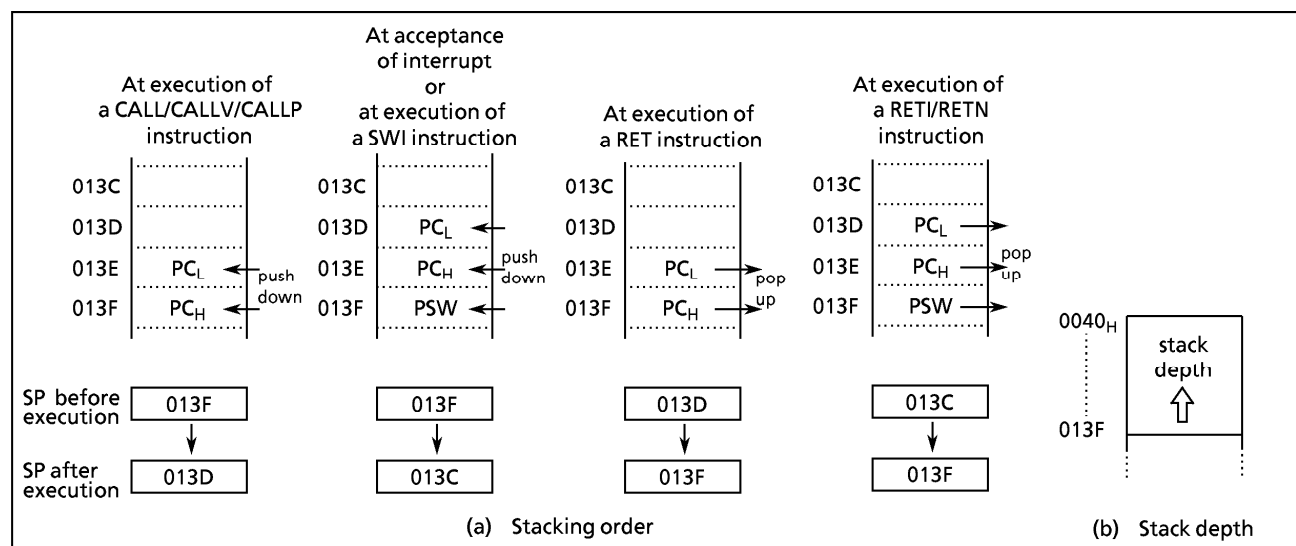 At execution of
a CALL/CALLV/CALLP
instruction
013C
013D
013E PCL push
013F PCH down
At acceptance
of interrupt
or
at execution of
a SWI instruction
013C
013D PCL
013E PCH push down
013F PSW
At execution of
a RET instruction
013C
013D
013E PCL pop
013F PCH up
At execution of
a RETI/RETN
instruction
013C
013D PCL
013E PCH pop up
013F PSW
SP before
execution
013F
013F
013D
013C
SP after
execution
013D
013C
013F
013F
(a) Stacking order
0040H
stack
depth
013F
(b) Stack depth